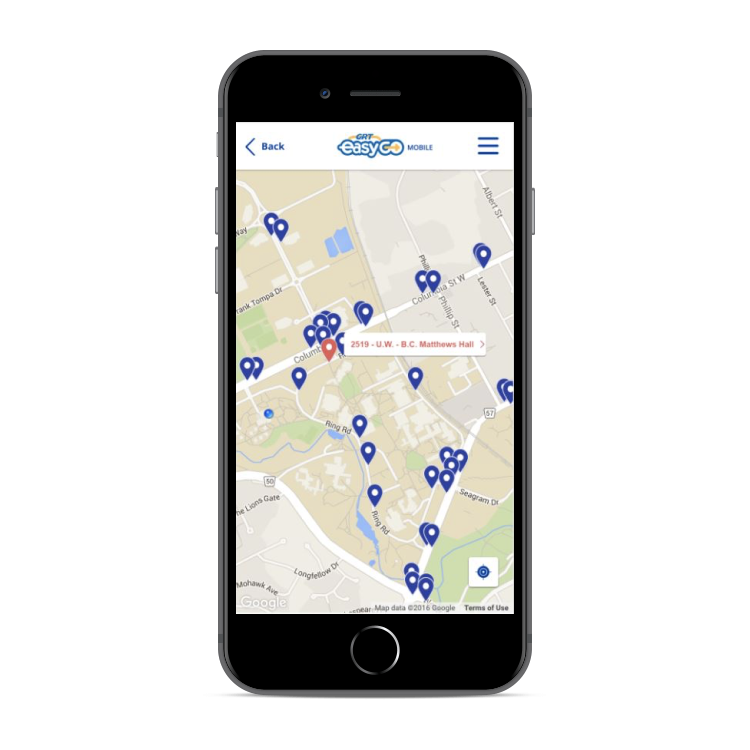 Back
GRT
easyGO MOBILE
Albert St
Way
Phillip St
Columbia St W
Lester St
Frank Tompa Dr
2519 - U.W. - B.C. Matthews Hall
57
Ring Rd
50
Seagram Dr
The Lions Gate
Ring Rd
Longfellow Dr
Mohawk Ave
Google
Map data ©2016 Google
Terms of Use